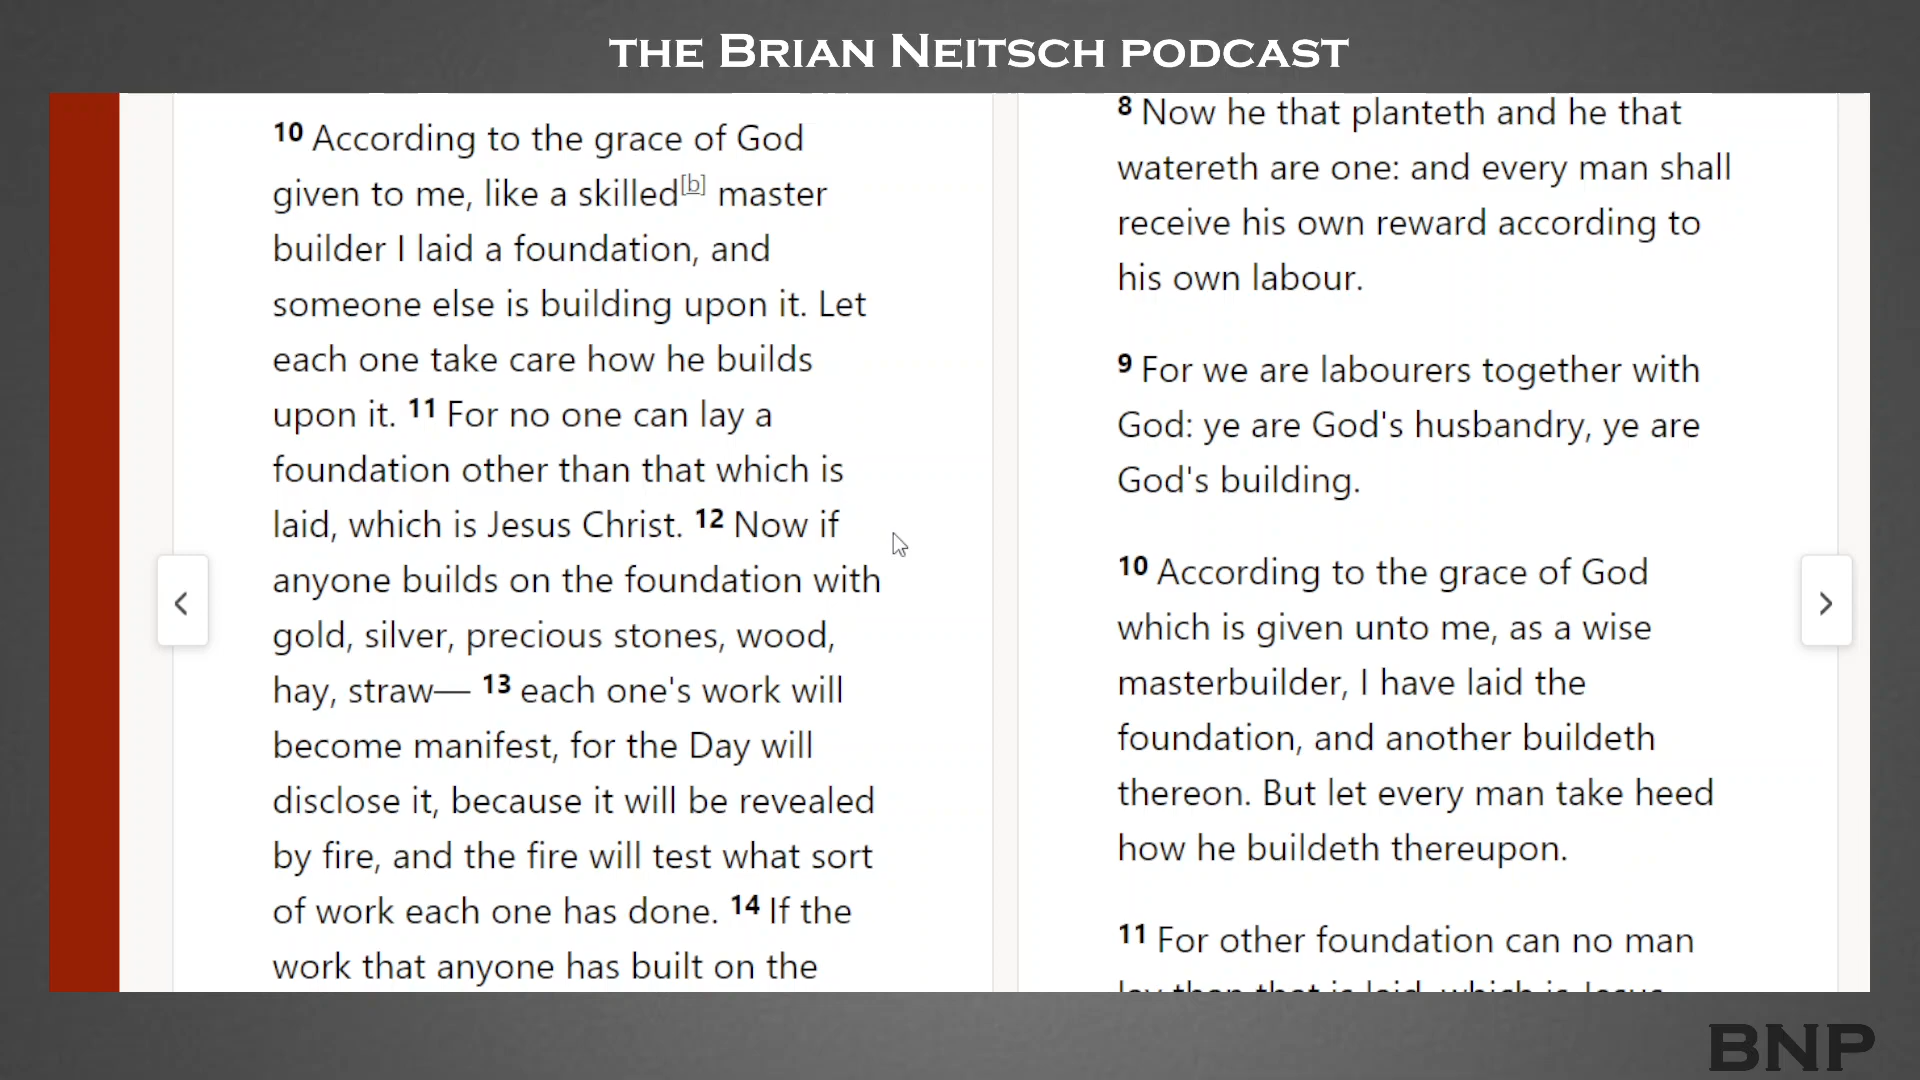 THE BRIAN NEITSCH PODCAST
10 According to the grace of God
given to me, like a skilled[b] master
builder I laid a foundation, and
someone else is building upon it. Let
each one take care how he builds
upon it. 11 For no one can lay a
foundation other than that which is
laid, which is Jesus Christ. 12 Now if
anyone builds on the foundation with
gold, silver, precious stones, wood,
hay, straw— 13 each one's work will
become manifest, for the Day will
disclose it, because it will be revealed
by fire, and the fire will test what sort
of work each one has done. 14 If the
work that anyone has built on the
8 Now he that planteth and he that
watereth are one: and every man shall
receive his own reward according to
his own labour.
9 For we are labourers together with
God: ye are God's husbandry, ye are
God's building.
10 According to the grace of God
which is given unto me, as a wise
masterbuilder, I have laid the
foundation, and another buildeth
thereon. But let every man take heed
how he buildeth thereupon.
11 For other foundation can no man
lay than that is laid, which is Jesus
BNP